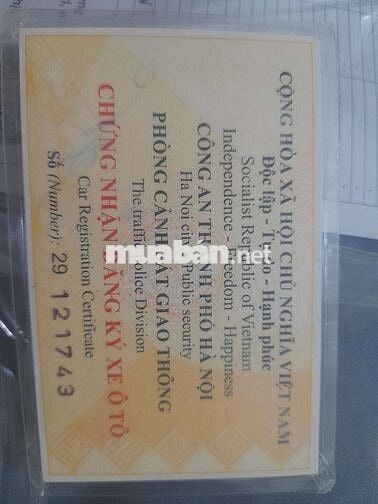 CỘNG HÒA XÃ HỘI CHỦ NGHĨA VIỆT NAM
Độc lập - Tự do - Hạnh phúc
Socialist Republic of Vietnam
Independence - Freedom - Happiness
CÔNG AN THÀNH PHỐ HÀ NỘI
Ha Noi city's Public security
PHÒNG CẢNH SÁT GIAO THÔNG
The traffic Police Division
CHỨNG NHẬN ĐĂNG KÝ XE Ô TÔ
Car Registration Certificate
Số (Number): 29 121743
muaban.net